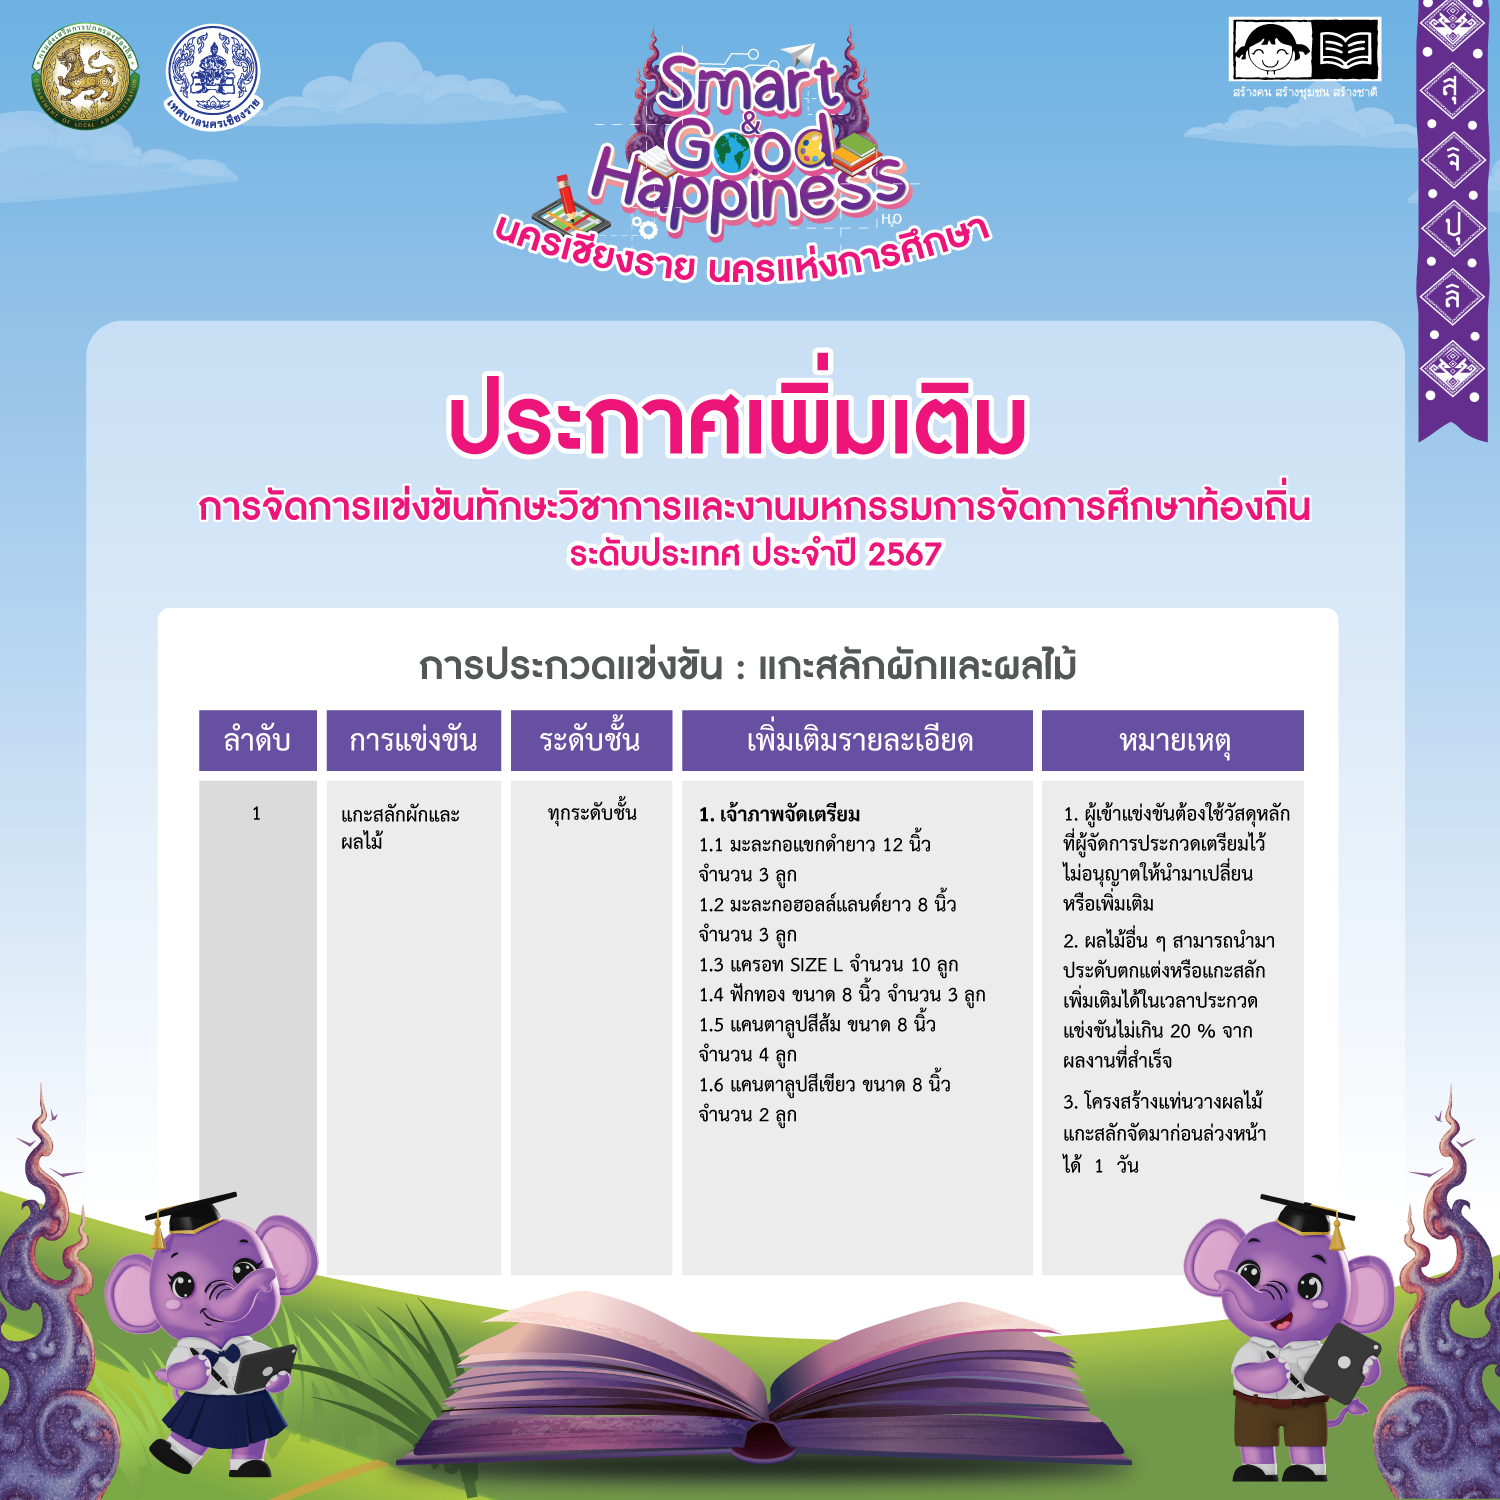 กรมส่งเสริมการปกครองท้องถิ่น
DEPARTMENT OF LOCAL ADMINISTRATION
เทศบาลนครเชียงราย
Smart
&
Good
Happiness
H₂O
นครเชียงราย นครแห่งการศึกษา
สร้างคน สร้างชุมชน สร้างชาติ
สุ
จิ
ปุ
ลิ
ประกาศเพิ่มเติม
การจัดการแข่งขันทักษะวิชาการและงานมหกรรมการจัดการศึกษาท้องถิ่น
ระดับประเทศ ประจำปี 2567
การประกวดแข่งขัน : แกะสลักผักและผลไม้
ลำดับ การแข่งขัน ระดับชั้น เพิ่มเติมรายละเอียด หมายเหตุ
1
แกะสลักผักและ
ผลไม้
ทุกระดับชั้น
1. เจ้าภาพจัดเตรียม
1.1 มะละกอแขกดำยาว 12 นิ้ว
จำนวน 3 ลูก
1.2 มะละกอฮอลล์แลนด์ยาว 8 นิ้ว
จำนวน 3 ลูก
1.3 แครอท SIZE L จำนวน 10 ลูก
1.4 ฟักทอง ขนาด 8 นิ้ว จำนวน 3 ลูก
1.5 แคนตาลูปสีส้ม ขนาด 8 นิ้ว
จำนวน 4 ลูก
1.6 แคนตาลูปสีเขียว ขนาด 8 นิ้ว
จำนวน 2 ลูก
1. ผู้เข้าแข่งขันต้องใช้วัสดุหลัก
ที่ผู้จัดการประกวดเตรียมไว้
ไม่อนุญาตให้นำมาเปลี่ยน
หรือเพิ่มเติม
2. ผลไม้อื่น ๆ สามารถนำมา
ประดับตกแต่งหรือแกะสลัก
เพิ่มเติมได้ในเวลาประกวด
แข่งขันไม่เกิน 20 % จาก
ผลงานที่สำเร็จ
3. โครงสร้างแท่นวางผลไม้
แกะสลักจัดมาก่อนล่วงหน้า
ได้ 1 วัน